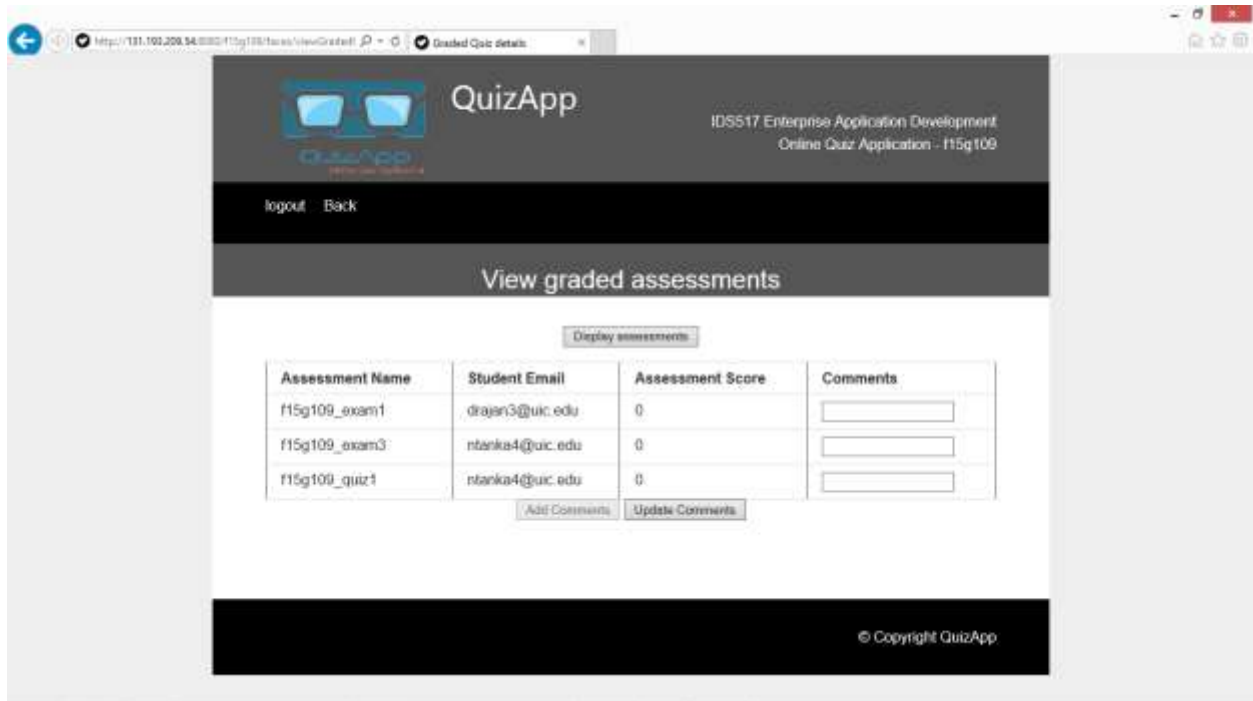 Graded Quiz details
QuizApp
IDS517 Enterprise Application Development
Online Quiz Application - f15g109
QuizApp
logout Back
View graded assessments
Display assessments
Assessment Name Student Email Assessment Score Comments
f15g109_exam1 drajan3@uic.edu 0
f15g109_exam3 ntanka4@uic.edu 0
f15g109_quiz1 ntanka4@uic.edu 0
Add Comments Update Comments
© Copyright QuizApp